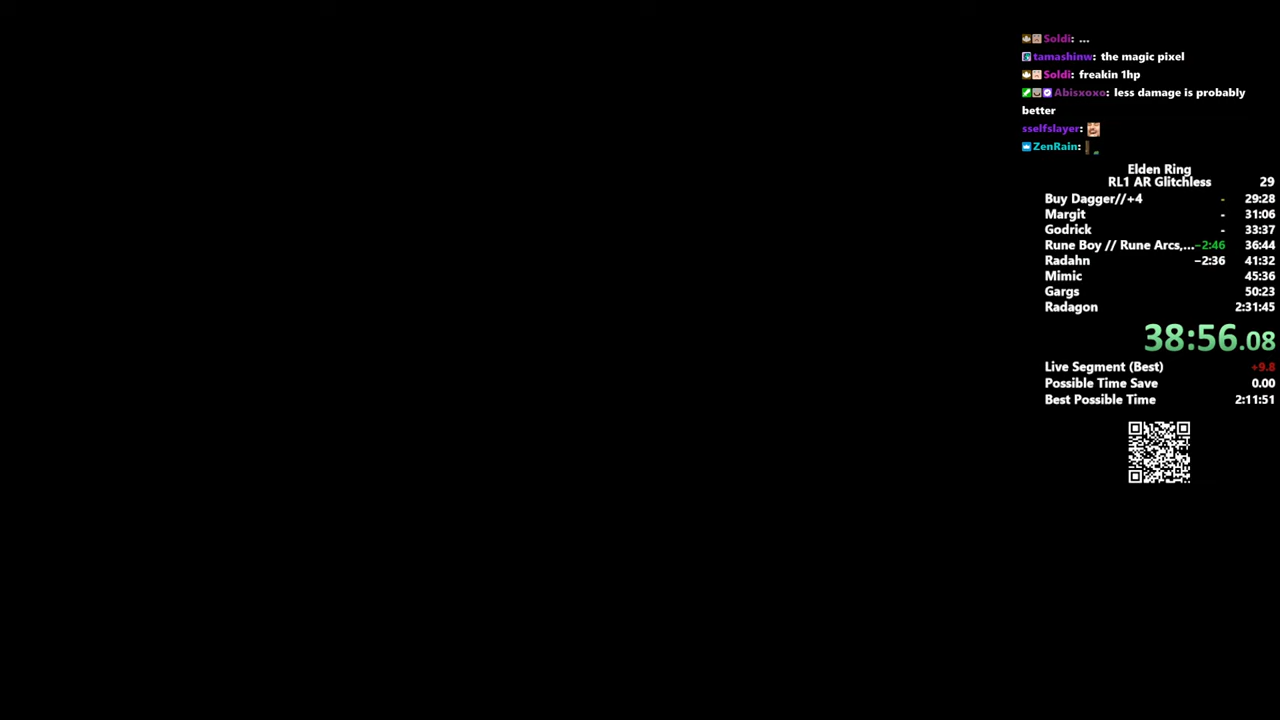 Soldi: ...
tamashinw: the magic pixel
Soldi: freakin 1hp
Abisxoxo: less damage is probably
better
sselfslayer:
ZenRain:
Elden Ring
RL1 AR Glitchless 29
Buy Dagger//+4 - 29:28
Margit - 31:06
Godrick - 33:37
Rune Boy // Rune Arcs,... −2:46 36:44
Radahn −2:36 41:32
Mimic 45:36
Gargs 50:23
Radagon 2:31:45
38:56.08
Live Segment (Best) +9.8
Possible Time Save 0.00
Best Possible Time 2:11:51